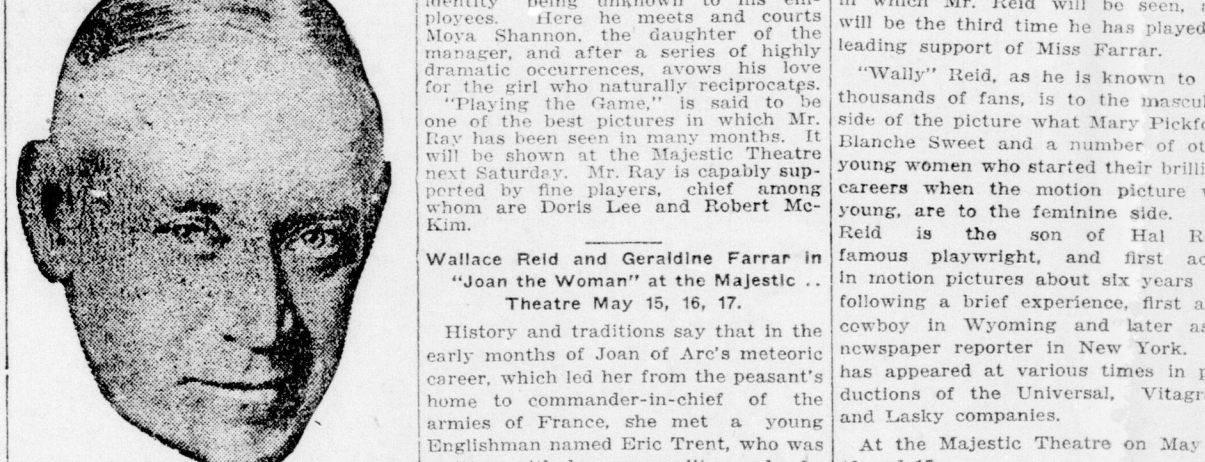 identity being unknown to his em-
ployees. Here he meets and courts
Moya Shannon, the daughter of the
manager, and after a series of highly
dramatic occurrences, avows his love
for the girl who naturally reciprocates.
"Playing the Game," is said to be
one of the best pictures in which Mr.
Ray has been seen in many months. It
will be shown at the Majestic Theatre
next Saturday. Mr. Ray is capably sup-
ported by fine players, chief among
whom are Doris Lee and Robert Mc-
Kim.
Wallace Reid and Geraldine Farrar in
"Joan the Woman" at the Majestic ..
Theatre May 15, 16, 17.
History and traditions say that in the
early months of Joan of Arc's meteoric
career, which led her from the peasant's
home to commander-in-chief of the
armies of France, she met a young
Englishman named Eric Trent, who was
in which Mr. Reid will be seen,
will be the third time he has played
leading support of Miss Farrar.
"Wally" Reid, as he is known to
thousands of fans, is to the mascul
side of the picture what Mary Pickfo
Blanche Sweet and a number of ot
young women who started their brilli
careers when the motion picture
young, are to the feminine side.
Reid is the son of Hal R
famous playwright, and first ac
in motion pictures about six years
following a brief experience, first a
cowboy in Wyoming and later as
newspaper reporter in New York.
has appeared at various times in p
ductions of the Universal, Vitagr
and Lasky companies.
At the Majestic Theatre on May